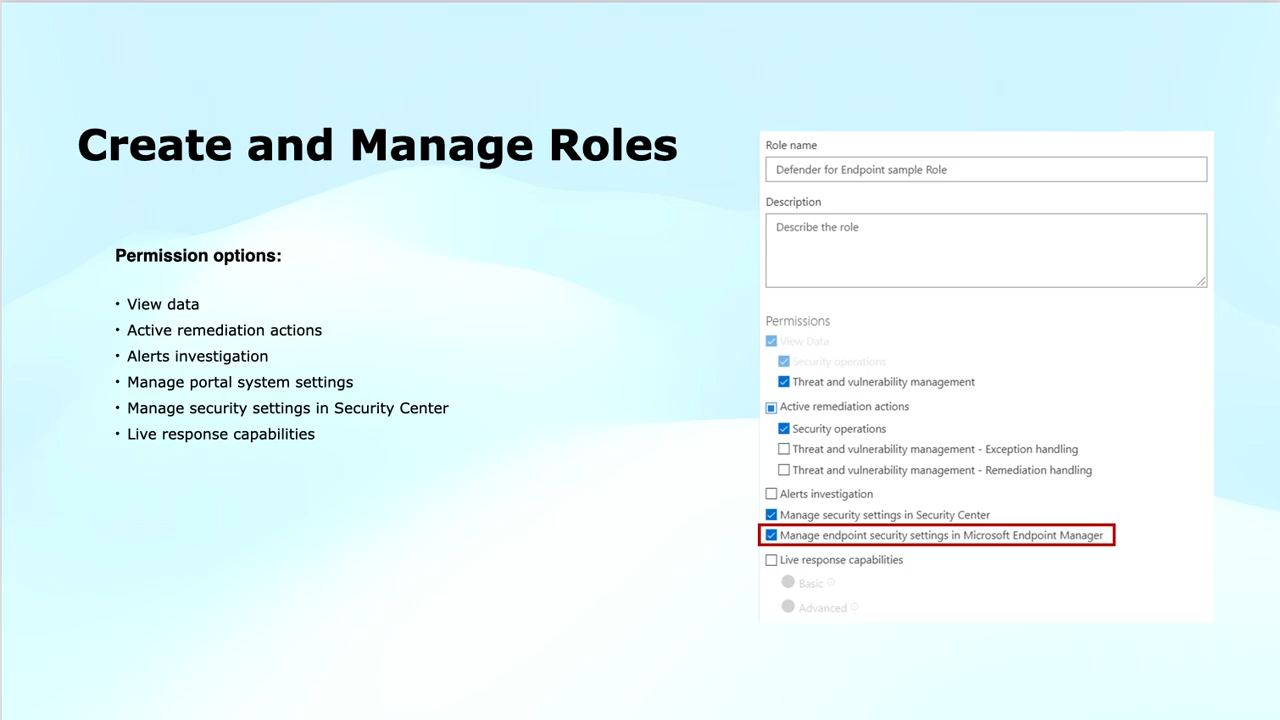 Create and Manage Roles
Permission options:
• View data
• Active remediation actions
• Alerts investigation
• Manage portal system settings
• Manage security settings in Security Center
• Live response capabilities
Role name
Defender for Endpoint sample Role
Description
Describe the role
Permissions
View Data
Security operations
Threat and vulnerability management
Active remediation actions
Security operations
Threat and vulnerability management - Exception handling
Threat and vulnerability management - Remediation handling
Alerts investigation
Manage security settings in Security Center
Manage endpoint security settings in Microsoft Endpoint Manager
Live response capabilities
Basic
Advanced